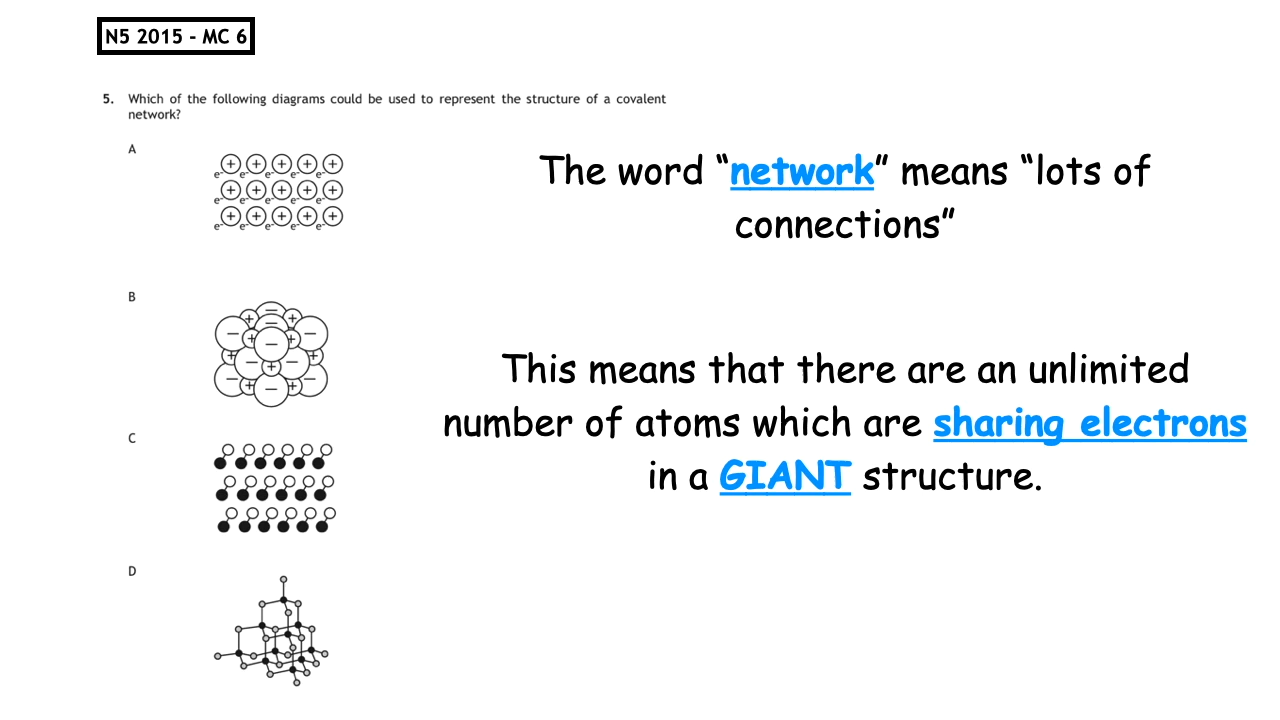 N5 2015 - MC 6
5. Which of the following diagrams could be used to represent the structure of a covalent
network?
A
+ + + + +
e- e- e- e- e-
+ + + + +
e- e- e- e- e-
+ + + + +
e- e- e- e- e-
B
C
D
The word “network” means “lots of
connections”
This means that there are an unlimited
number of atoms which are sharing electrons
in a GIANT structure.